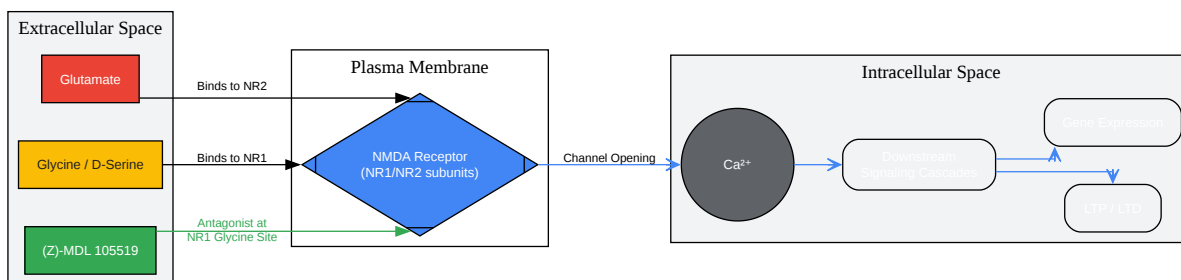 Extracellular Space
Glutamate
Glycine / D-Serine
(Z)-MDL 105519
Binds to NR2
Binds to NR1
Antagonist at
NR1 Glycine Site
Plasma Membrane
NMDA Receptor
(NR1/NR2 subunits)
Channel Opening
Intracellular Space
Ca²⁺
Downstream
Signaling Cascades
Gene Expression
LTP / LTD